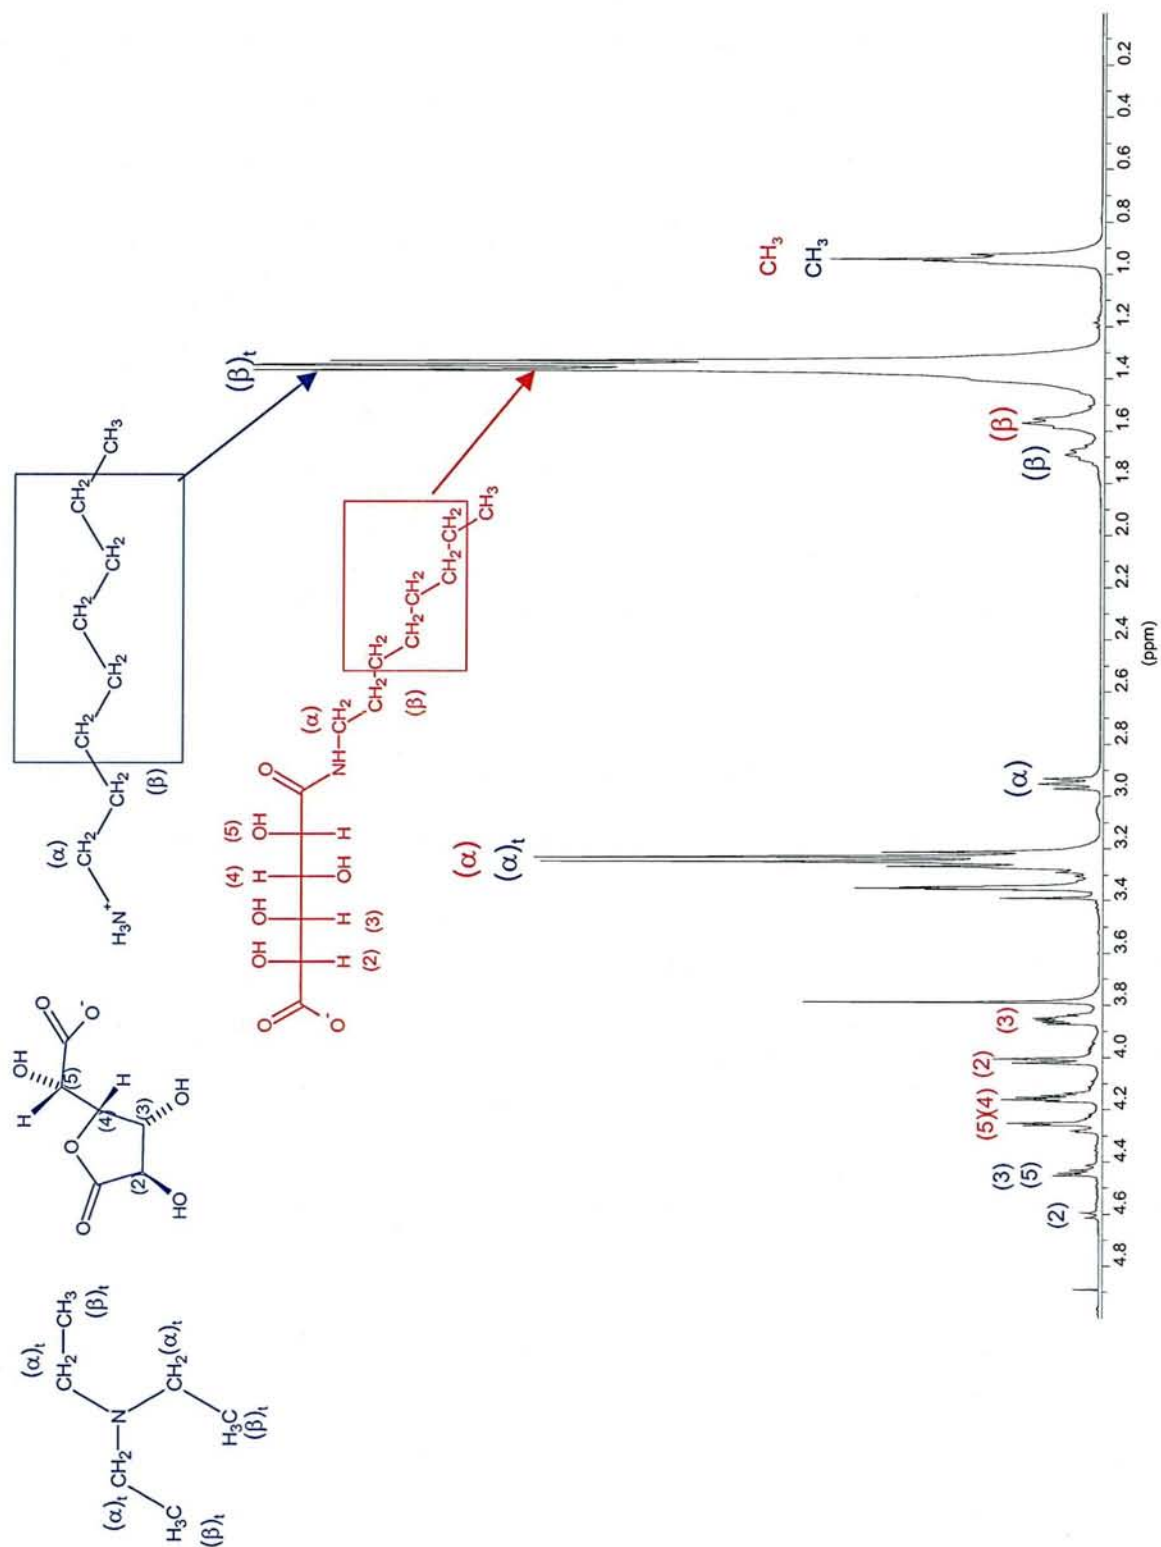 (α)t
CH2—CH3
(β)t
N
(α)t CH2
CH2(α)t
H3C
(β)t
H3C
(β)t
OH
H
(5)
O
O-
H
(4)
O
(3)
OH
O
(2)
HO
(α)
H3N+
CH2
CH2
(β)
CH2
CH2
CH2
CH2
CH2
CH3
(4)
(5)
OH
OH
H
OH
O
O
O-
H
H
OH
H
(2)
(3)
NH—CH2
(α)
CH2-CH2
(β)
CH2-CH2
CH2-CH2
CH3
(β)t
(α)
(α)t
CH3
CH3
(2)
(3)
(5)
(5)(4)
(2)
(3)
(α)
(β)
(β)
4.8
4.6
4.4
4.2
4.0
3.8
3.6
3.4
3.2
3.0
2.8
2.6
2.4
2.2
2.0
1.8
1.6
1.4
1.2
1.0
0.8
0.6
0.4
0.2
(ppm)